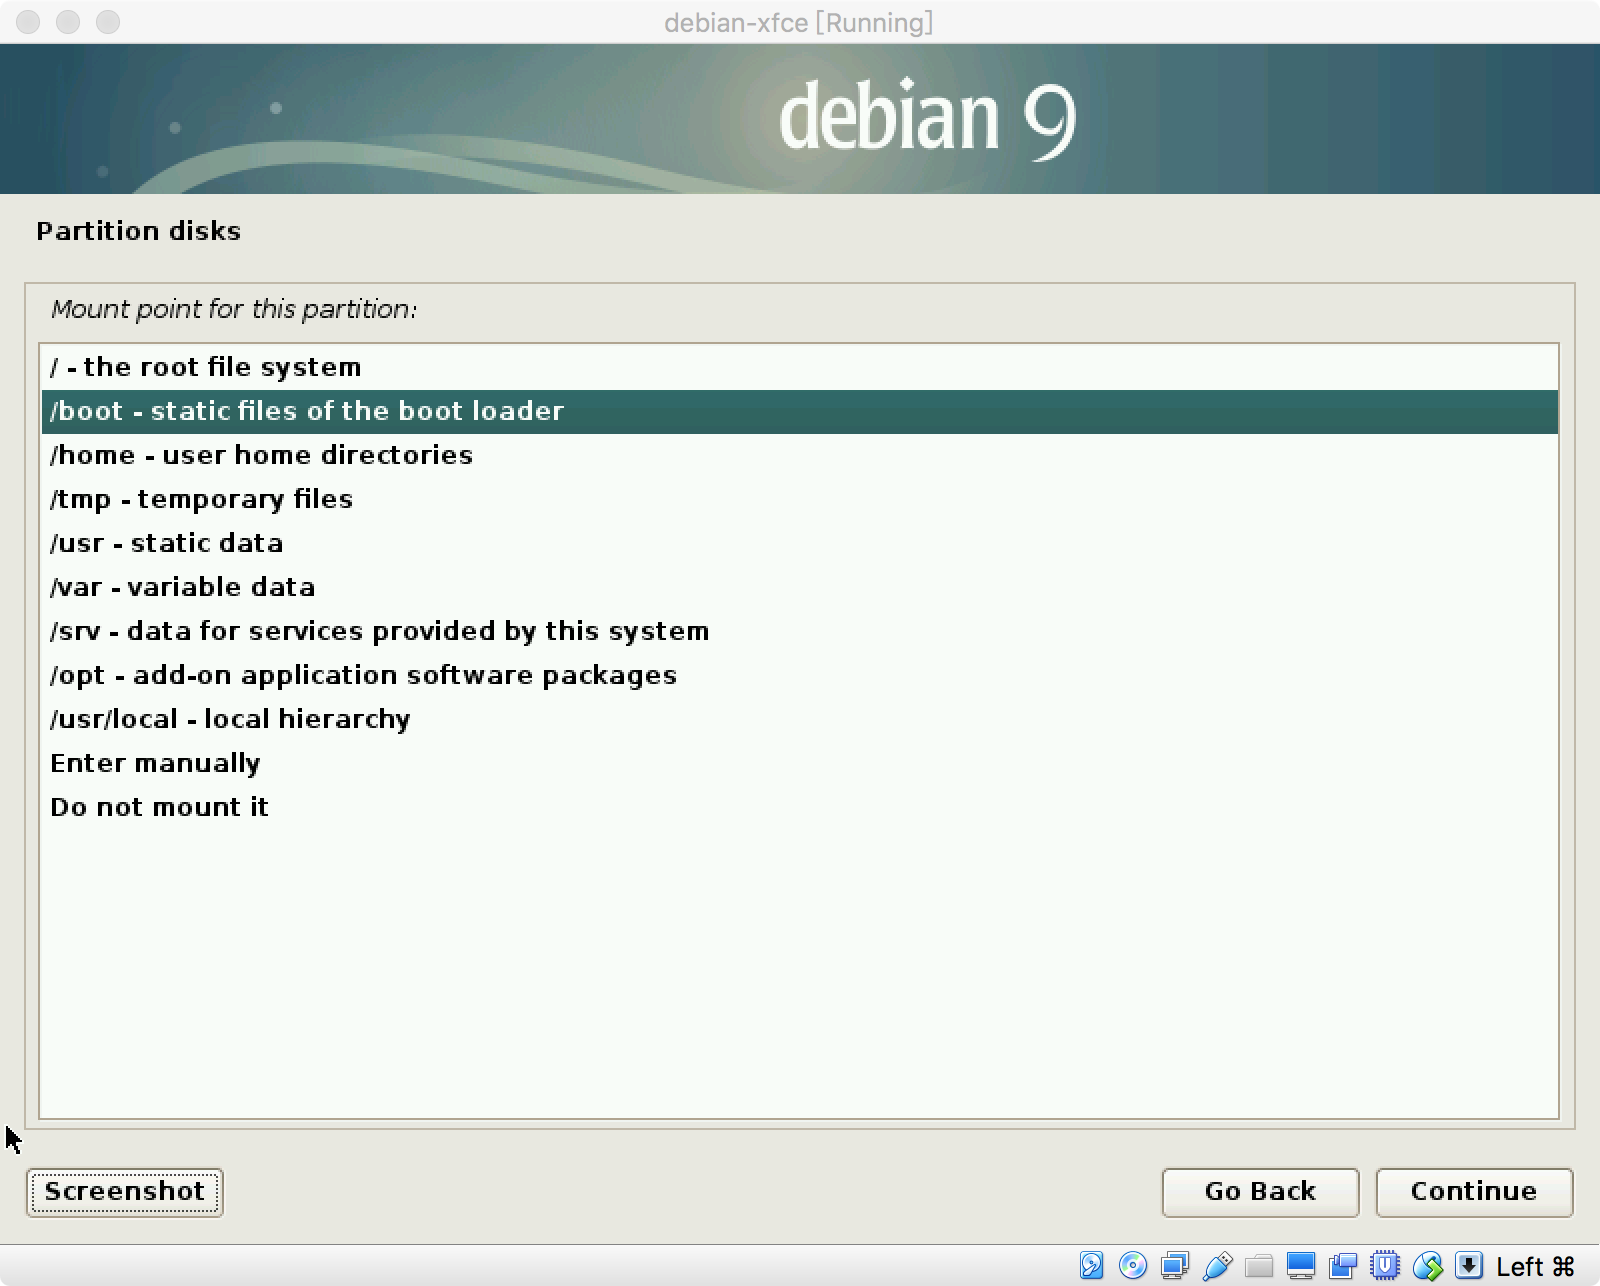 debian-xfce [Running]
debian 9
Partition disks
Mount point for this partition:
/ - the root file system
/boot - static files of the boot loader
/home - user home directories
/tmp - temporary files
/usr - static data
/var - variable data
/srv - data for services provided by this system
/opt - add-on application software packages
/usr/local - local hierarchy
Enter manually
Do not mount it
Screenshot
Go Back
Continue
Left ⌘